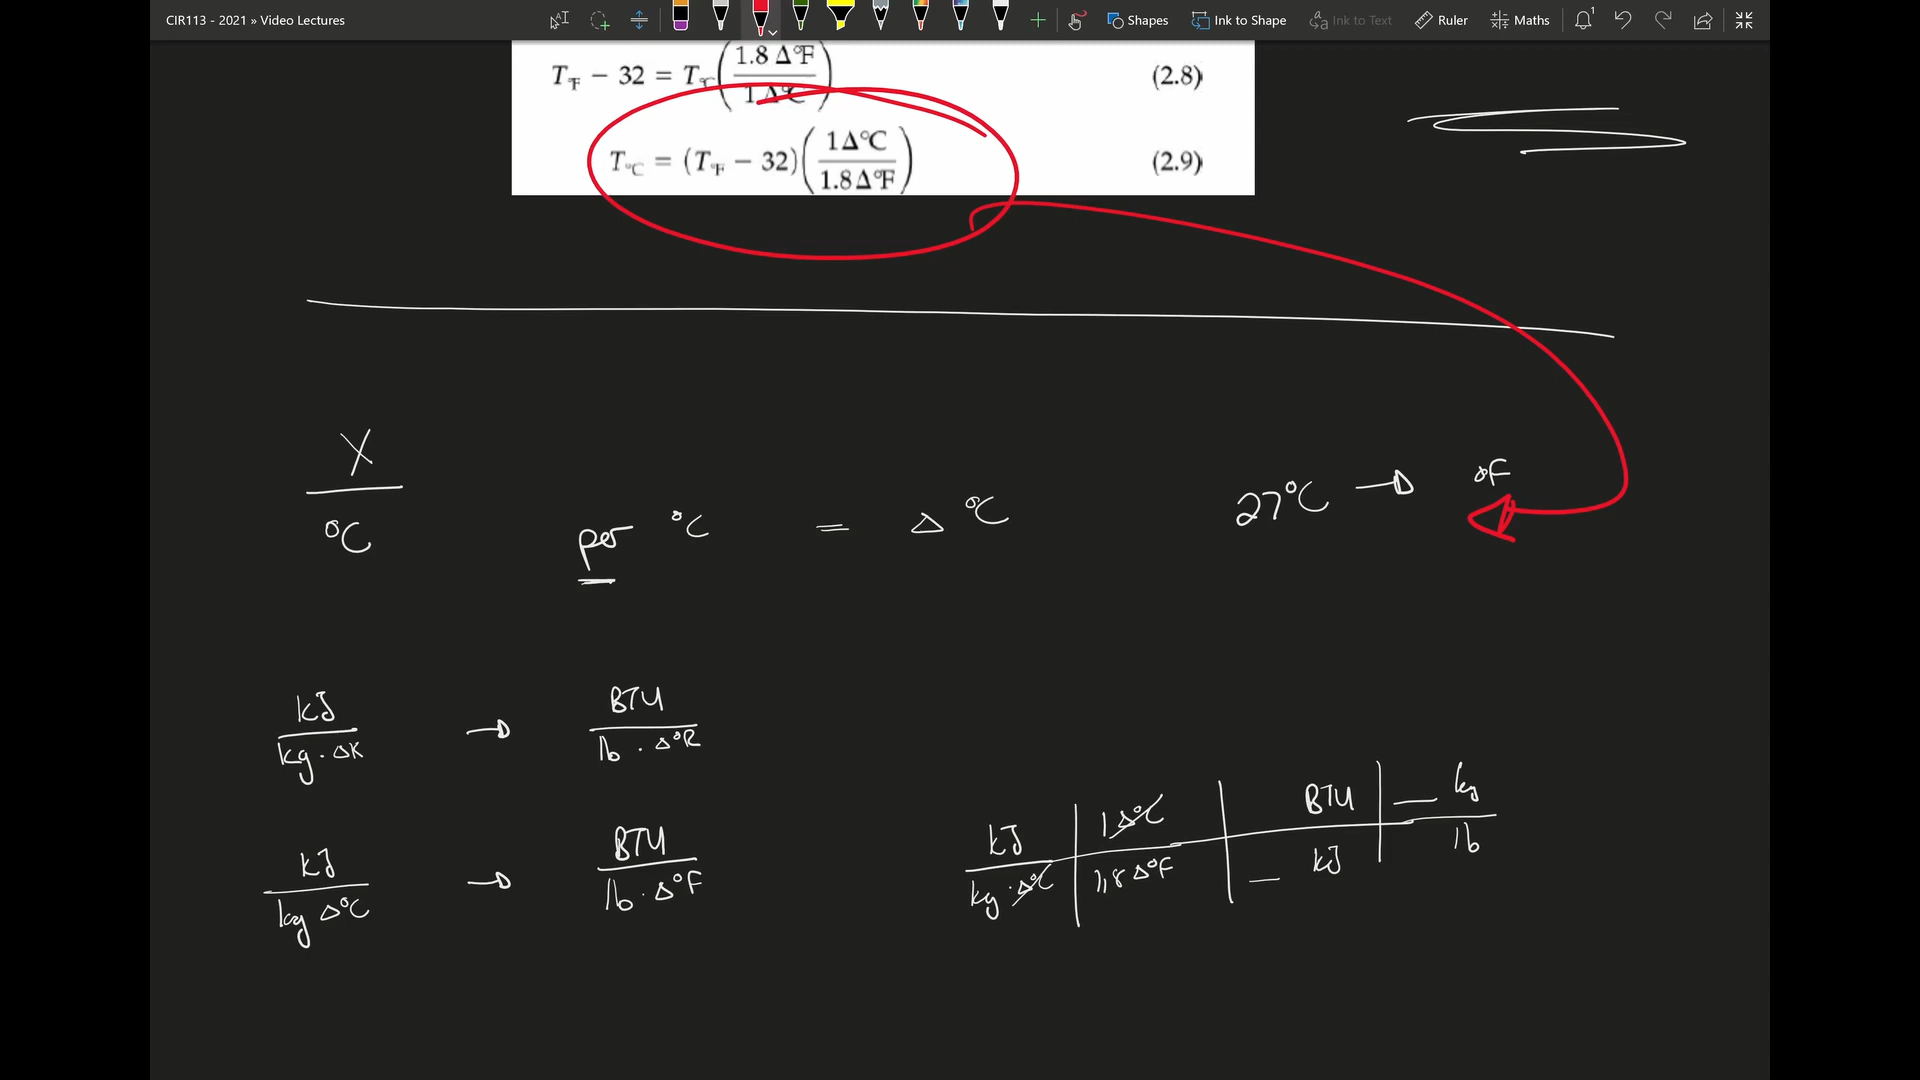 CIR113 - 2021 » Video Lectures
Shapes
Ink to Shape
Ink to Text
Ruler
Maths
1
T°F − 32 = T°C(1.8 Δ°F / 1 Δ°C) (2.8)
T°C = (T°F − 32)(1Δ°C / 1.8Δ°F) (2.9)
X / °C
per °C = Δ °C
27°C → °F
kJ / kg · ΔK → BTU / lb · Δ°R
kJ / kg Δ°C → BTU / lb · Δ°F
kJ / kg · Δ°C | 1 Δ°C / 1,8 Δ°F | BTU / — kJ | — kg / lb